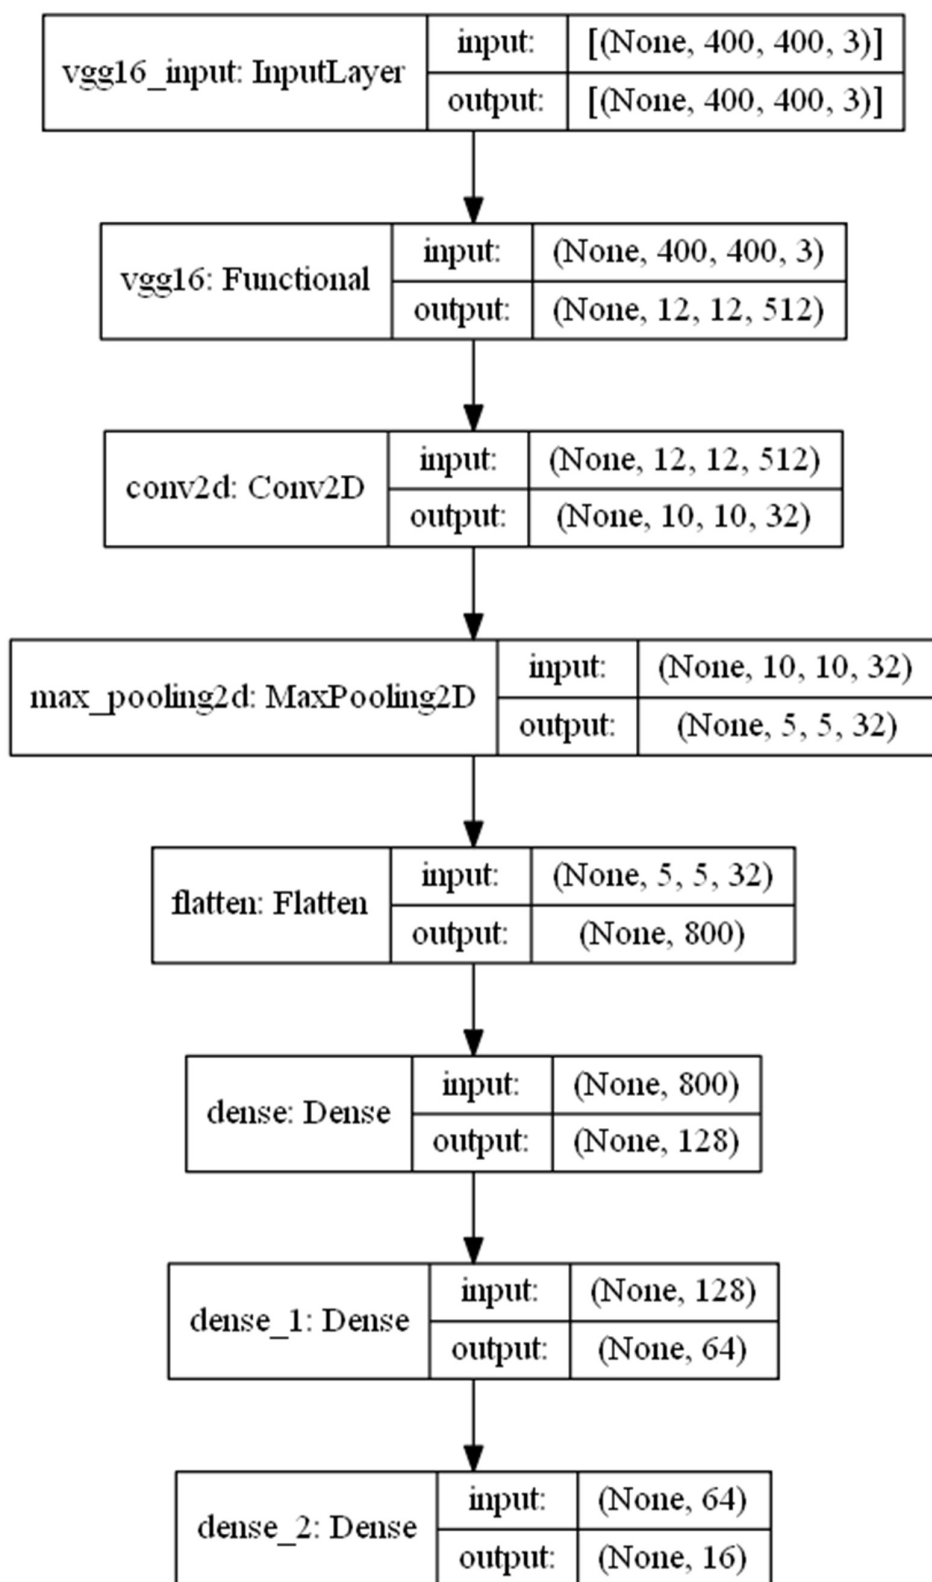 vgg16_input: InputLayer
input: [(None, 400, 400, 3)]
output: [(None, 400, 400, 3)]
vgg16: Functional
input: (None, 400, 400, 3)
output: (None, 12, 12, 512)
conv2d: Conv2D
input: (None, 12, 12, 512)
output: (None, 10, 10, 32)
max_pooling2d: MaxPooling2D
input: (None, 10, 10, 32)
output: (None, 5, 5, 32)
flatten: Flatten
input: (None, 5, 5, 32)
output: (None, 800)
dense: Dense
input: (None, 800)
output: (None, 128)
dense_1: Dense
input: (None, 128)
output: (None, 64)
dense_2: Dense
input: (None, 64)
output: (None, 16)